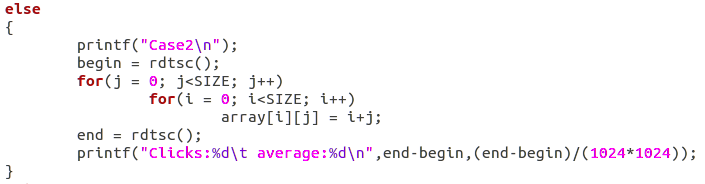 else
{
        printf("Case2\n");
        begin = rdtsc();
        for(j = 0; j<SIZE; j++)
                for(i = 0; i<SIZE; i++)
                        array[i][j] = i+j;
        end = rdtsc();
        printf("Clicks:%d\t average:%d\n",end-begin,(end-begin)/(1024*1024));
}